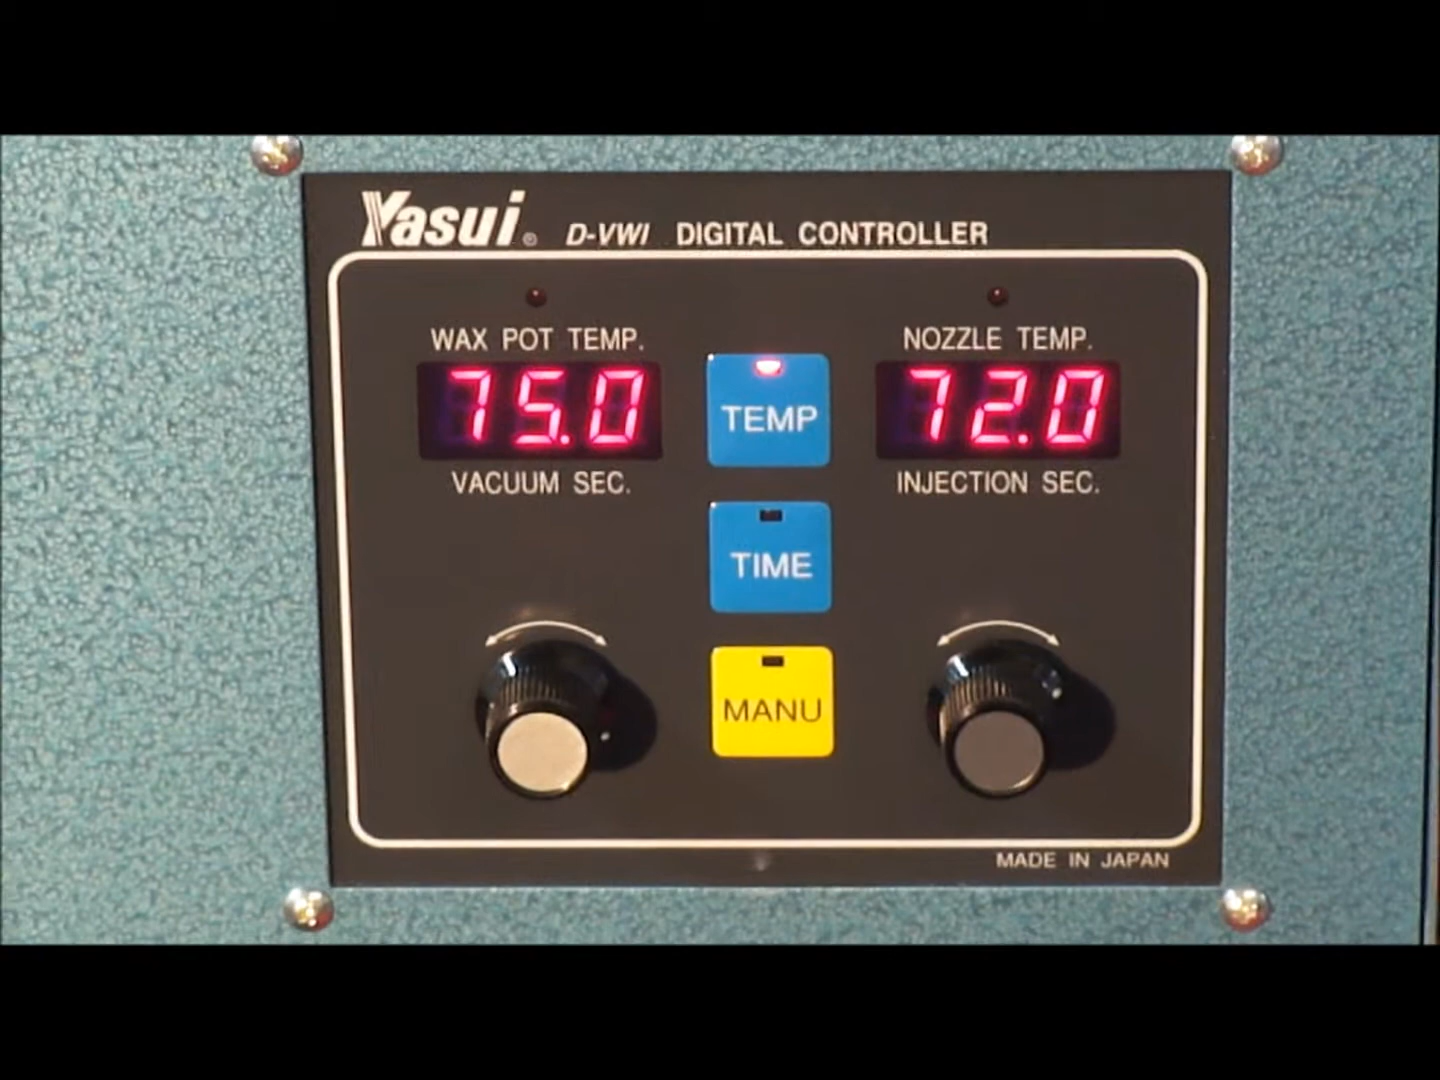 Yasui® D-VWI DIGITAL CONTROLLER
WAX POT TEMP.
NOZZLE TEMP.
75.0
TEMP
72.0
VACUUM SEC.
INJECTION SEC.
TIME
MANU
MADE IN JAPAN